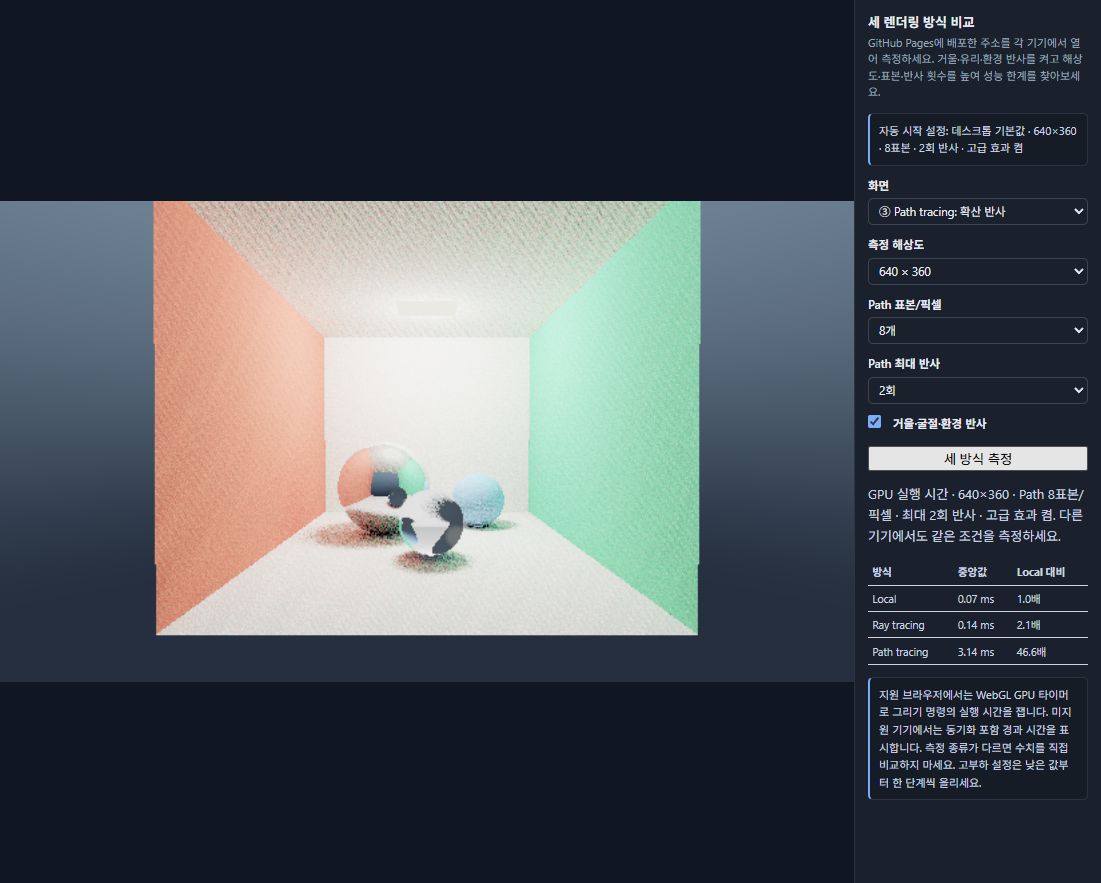 세 렌더링 방식 비교
GitHub Pages에 배포한 주소를 각 기기에서 열
어 측정하세요. 거울·유리·환경 반사를 켜고 해상
도·표본·반사 횟수를 높여 성능 한계를 찾아보세
요.
자동 시작 설정: 데스크톱 기본값 · 640×360
· 8표본 · 2회 반사 · 고급 효과 켬
화면
③ Path tracing: 확산 반사
측정 해상도
640 × 360
Path 표본/픽셀
8개
Path 최대 반사
2회
거울·굴절·환경 반사
세 방식 측정
GPU 실행 시간 · 640×360 · Path 8표본/
픽셀 · 최대 2회 반사 · 고급 효과 켬. 다른
기기에서도 같은 조건을 측정하세요.
방식 중앙값 Local 대비
Local 0.07 ms 1.0배
Ray tracing 0.14 ms 2.1배
Path tracing 3.14 ms 46.6배
지원 브라우저에서는 WebGL GPU 타이머
로 그리기 명령의 실행 시간을 잽니다. 미지
원 기기에서는 동기화 포함 경과 시간을 표
시합니다. 측정 종류가 다르면 수치를 직접
비교하지 마세요. 고부하 설정은 낮은 값부
터 한 단계씩 올리세요.